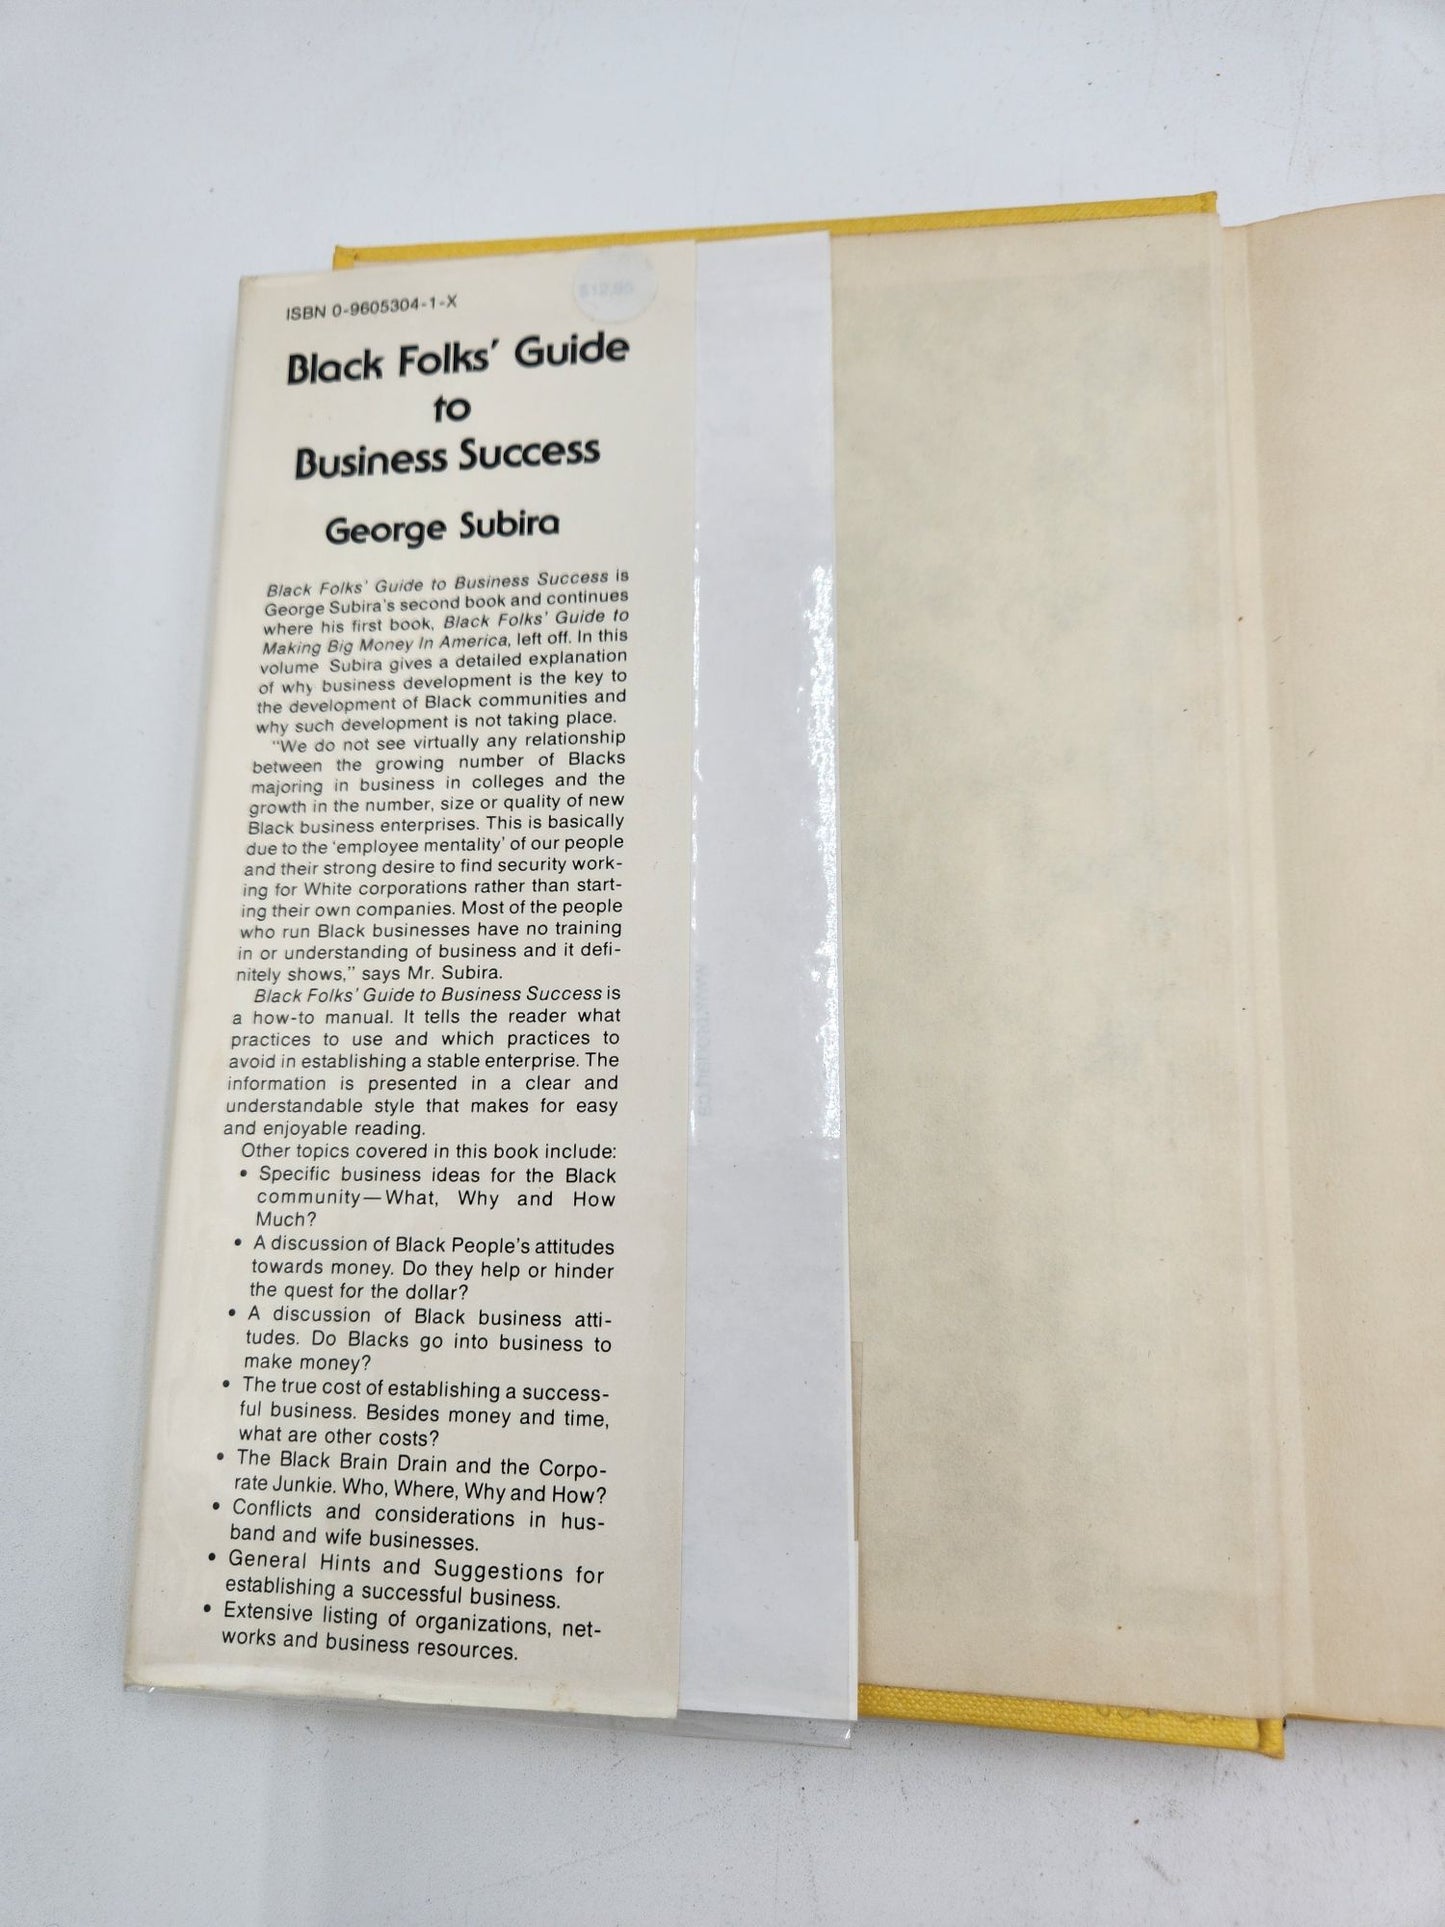 ISBN 0-9605304-1-X
Black Folks' Guide
to
Business Success
George Subira
Black Folks' Guide to Business Success is
George Subira's second book and continues
where his first book, Black Folks' Guide to
Making Big Money In America, left off. In this
volume Subira gives a detailed explanation
of why business development is the key to
the development of Black communities and
why such development is not taking place.
"We do not see virtually any relationship
between the growing number of Blacks
majoring in business in colleges and the
growth in the number, size or quality of new
Black business enterprises. This is basically
due to the 'employee mentality' of our people
and their strong desire to find security work-
ing for White corporations rather than start-
ing their own companies. Most of the people
who run Black businesses have no training
in or understanding of business and it defi-
nitely shows," says Mr. Subira.
Black Folks' Guide to Business Success is
a how-to manual. It tells the reader what
practices to use and which practices to
avoid in establishing a stable enterprise. The
information is presented in a clear and
understandable style that makes for easy
and enjoyable reading.
Other topics covered in this book include:
• Specific business ideas for the Black
community—What, Why and How
Much?
• A discussion of Black People's attitudes
towards money. Do they help or hinder
the quest for the dollar?
• A discussion of Black business atti-
tudes. Do Blacks go into business to
make money?
• The true cost of establishing a success-
ful business. Besides money and time,
what are other costs?
• The Black Brain Drain and the Corpo-
rate Junkie. Who, Where, Why and How?
• Conflicts and considerations in hus-
band and wife businesses.
• General Hints and Suggestions for
establishing a successful business.
• Extensive listing of organizations, net-
works and business resources.